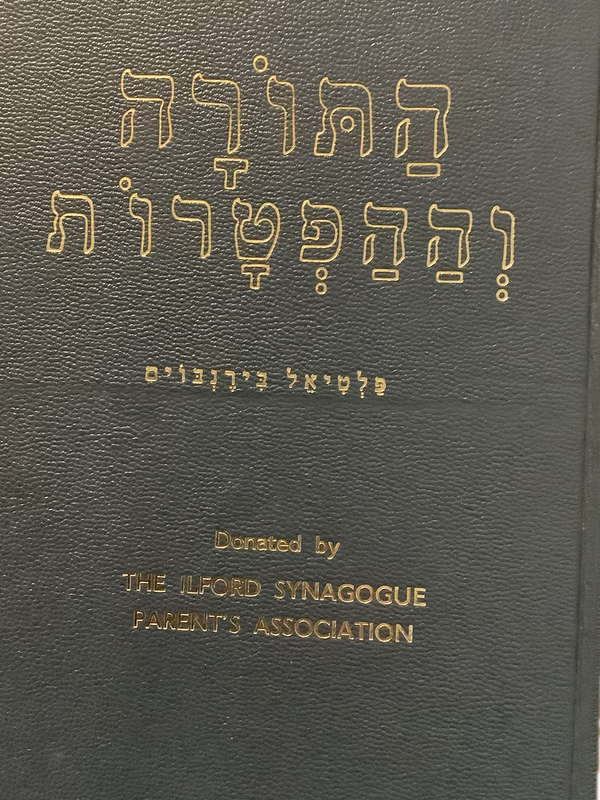 הַתּוֹרָה
וְהַהַפְּטָרוֹת
פַּלְטִיאֵל בִּירֶנְבּוֹים
Donated by
THE ILFORD SYNAGOGUE
PARENT'S ASSOCIATION